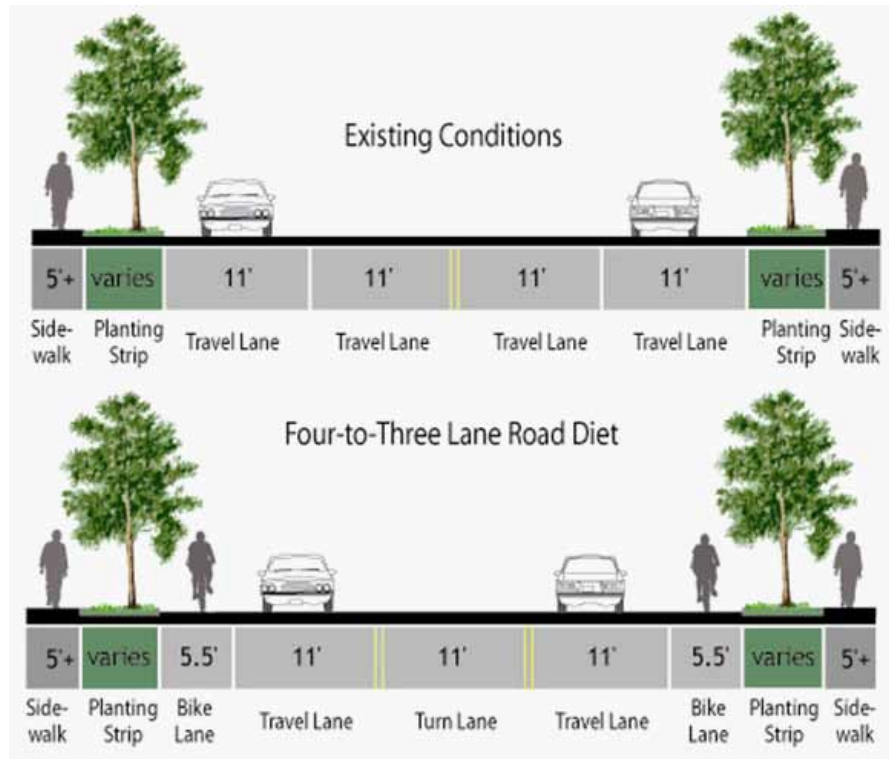 Existing Conditions
5'+ varies 11' 11' 11' 11' varies 5'+
Side- Planting Travel Lane Travel Lane Travel Lane Travel Lane Planting Side-
walk Strip Strip walk
Four-to-Three Lane Road Diet
5'+ varies 5.5' 11' 11' 11' 5.5' varies 5'+
Side- Planting Bike Travel Lane Turn Lane Travel Lane Bike Planting Side-
walk Strip Lane Lane Strip walk